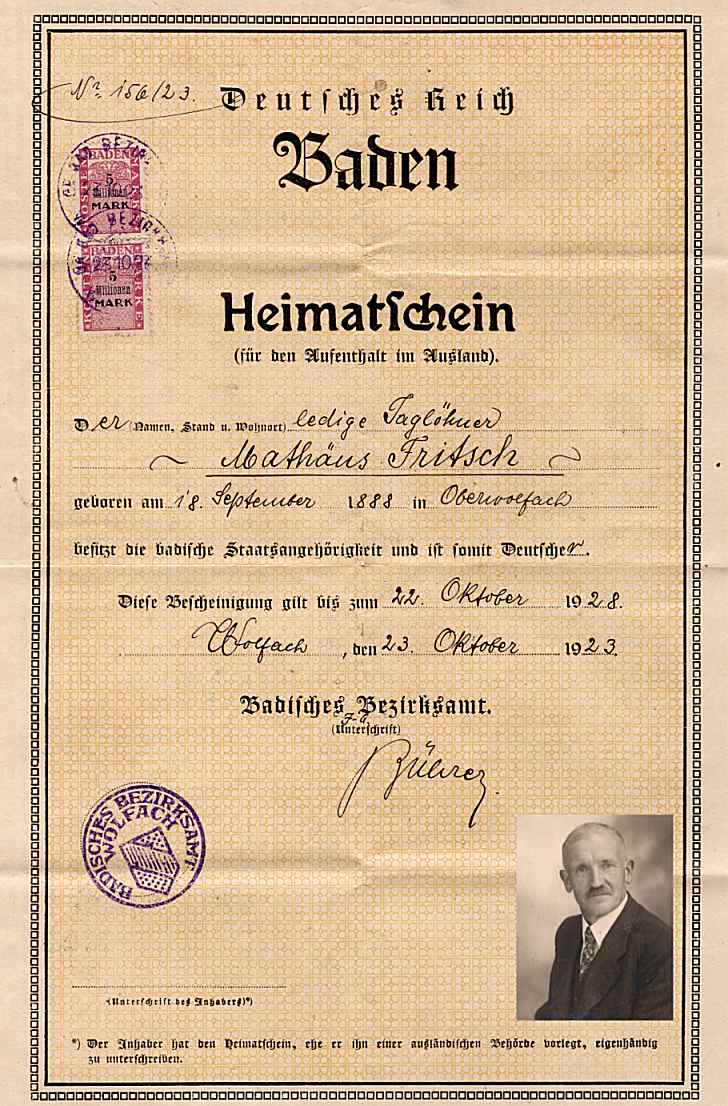 Nr. 156/23.
Deutsches Reich
Baden
BADEN
5
Millionen
MARK
BADEN
23.10.23
5
Millionen
MARK
Heimatschein
(für den Aufenthalt im Ausland).
Der (Namen, Stand u. Wohnort) ledige Taglöhner
Mathäus Fritsch
geboren am 18. September 1888 in Oberwolfach
besitzt die badische Staatsangehörigkeit und ist somit Deutscher.
Diese Bescheinigung gilt bis zum 22. Oktober 1928.
Wolfach, den 23. Oktober 1923.
Badisches Bezirksamt.
(Unterschrift)
BADISCHES BEZIRKSAMT
WOLFACH
(Unterschrift des Inhabers)*)
*) Der Inhaber hat den Heimatschein, ehe er ihn einer ausländischen Behörde vorlegt, eigenhändig
zu unterschreiben.